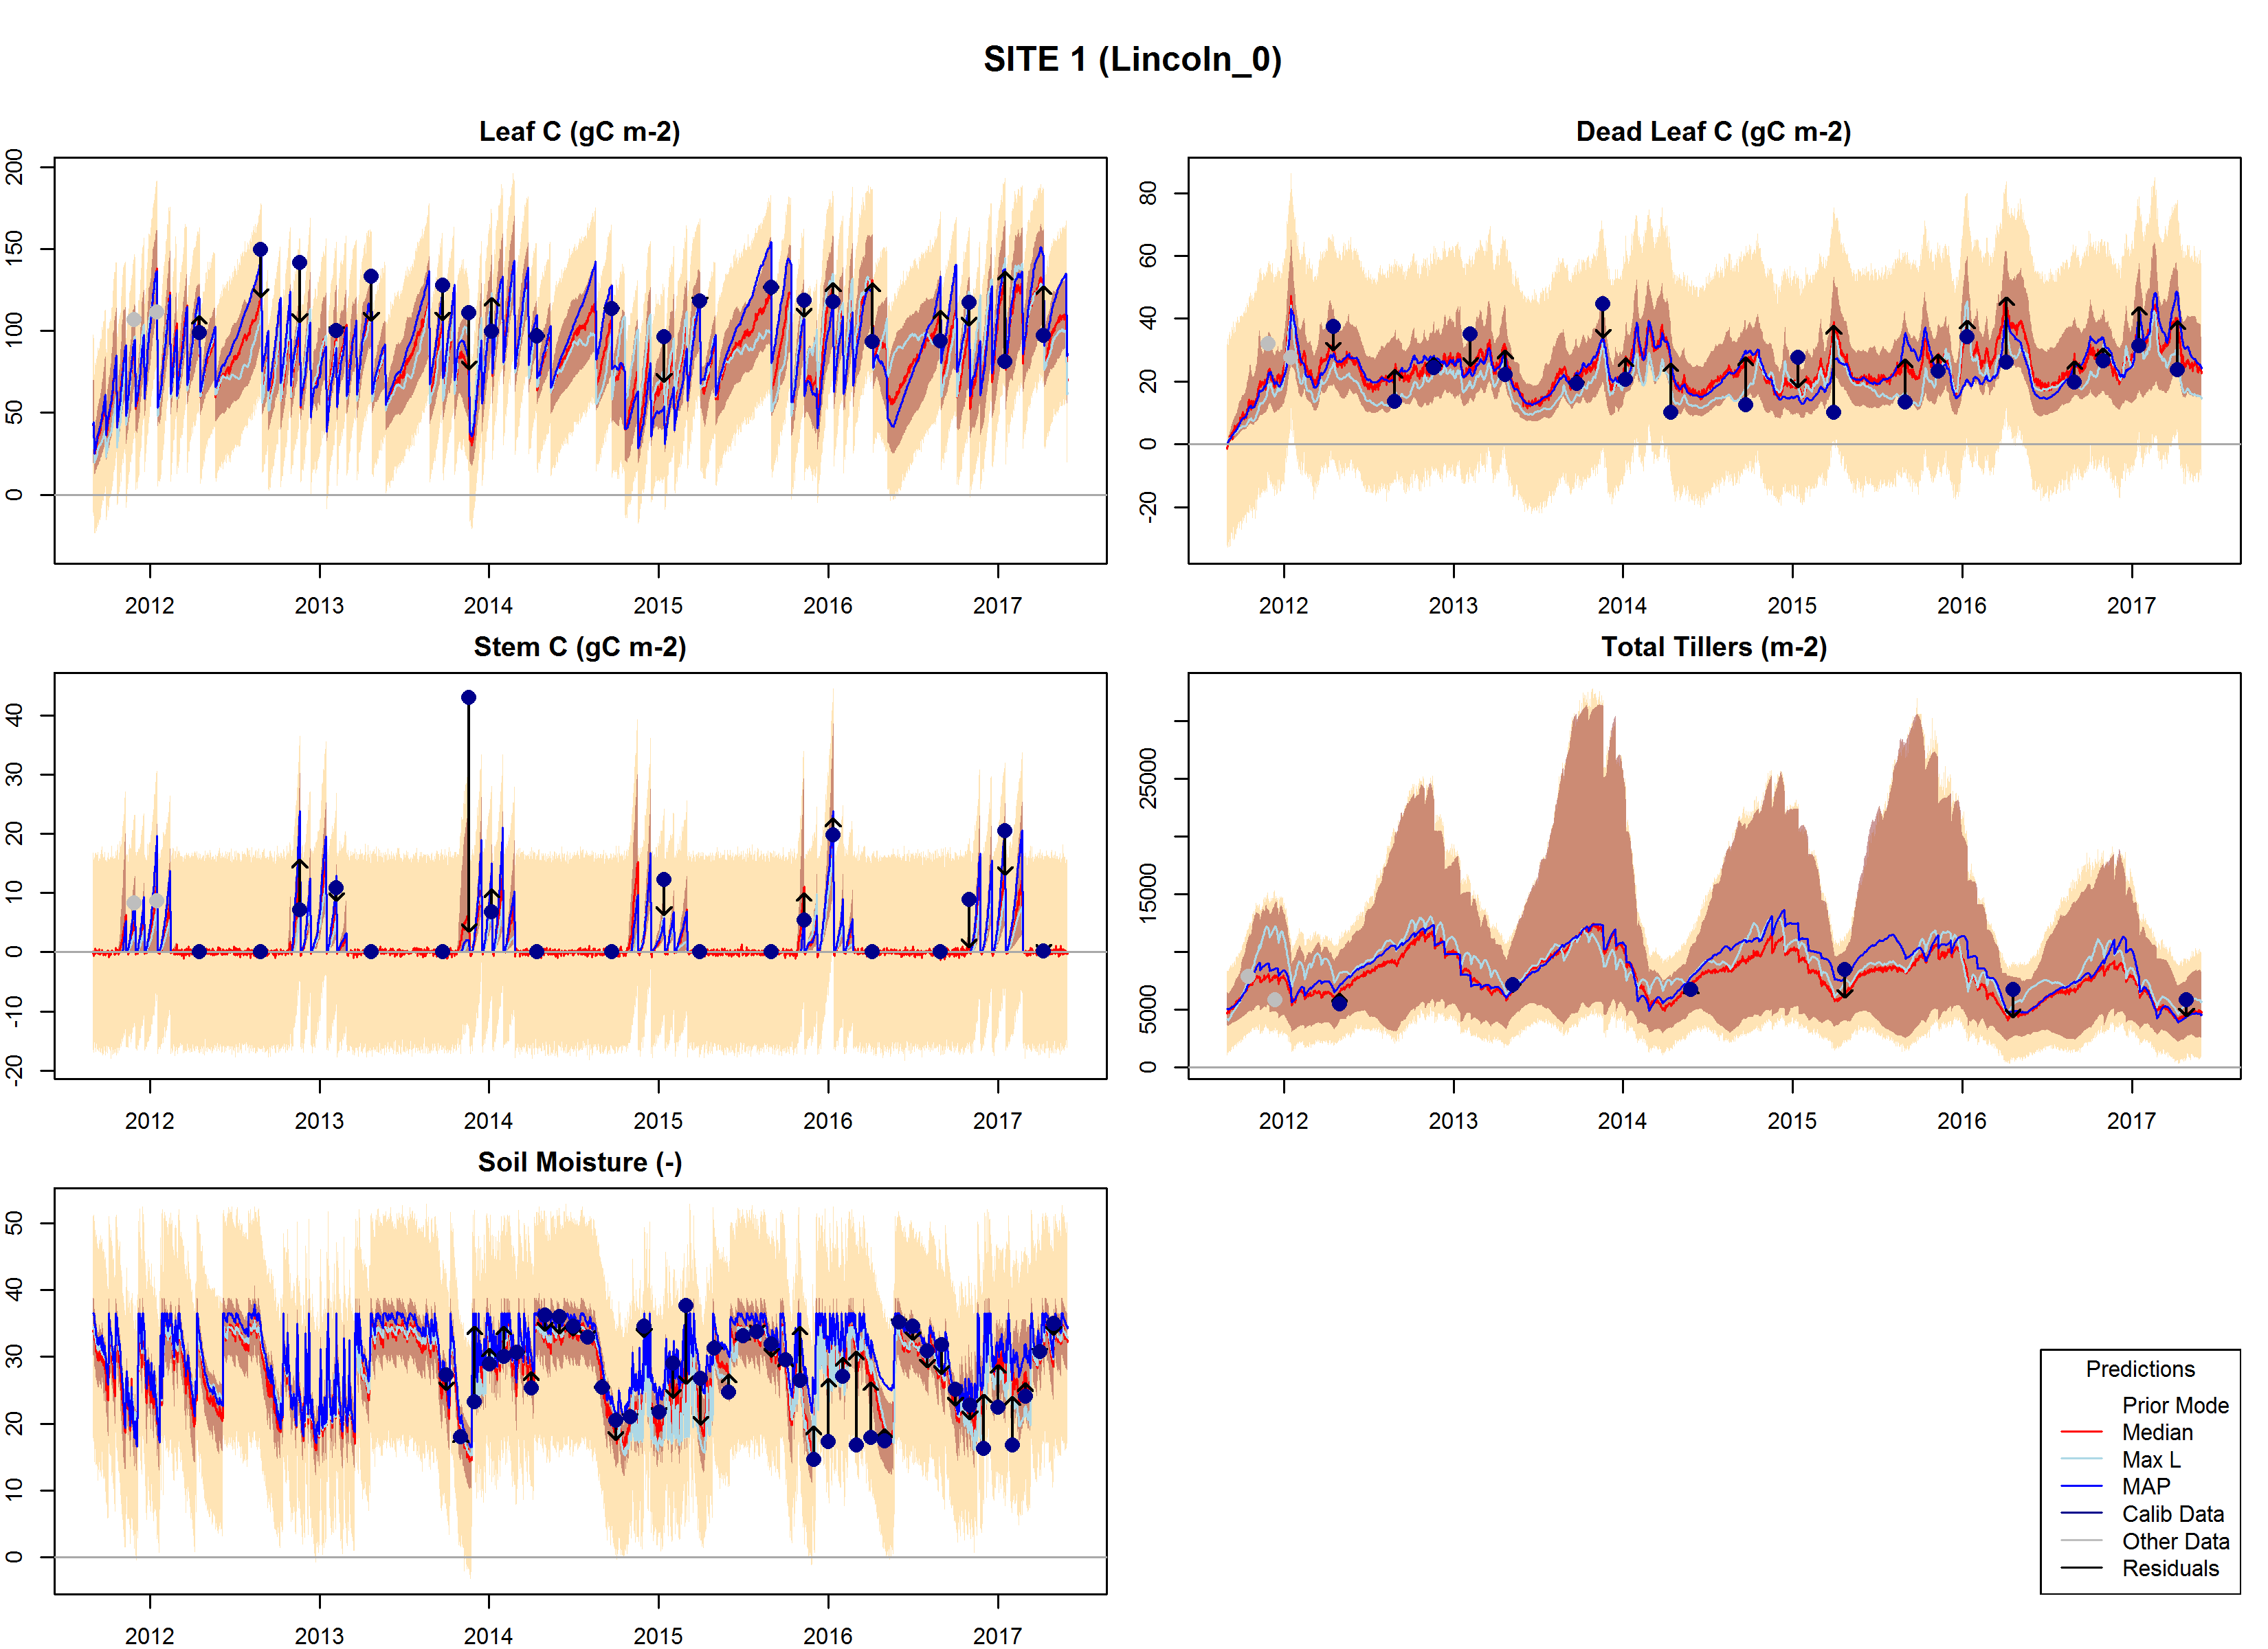 SITE 1 (Lincoln_0)
Leaf C (gC m-2)
200
150
100
50
0
2012 2013 2014 2015 2016 2017
Dead Leaf C (gC m-2)
80
60
40
20
0
-20
2012 2013 2014 2015 2016 2017
Stem C (gC m-2)
40
30
20
10
0
-10
-20
2012 2013 2014 2015 2016 2017
Total Tillers (m-2)
25000
15000
5000
0
2012 2013 2014 2015 2016 2017
Soil Moisture (-)
50
40
30
20
10
0
2012 2013 2014 2015 2016 2017
Predictions
Prior Mode
Median
Max L
MAP
Calib Data
Other Data
Residuals